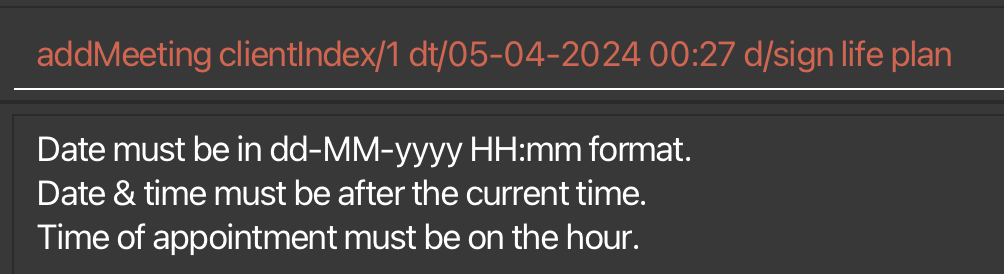 addMeeting clientIndex/1 dt/05-04-2024 00:27 d/sign life plan
Date must be in dd-MM-yyyy HH:mm format.
Date & time must be after the current time.
Time of appointment must be on the hour.